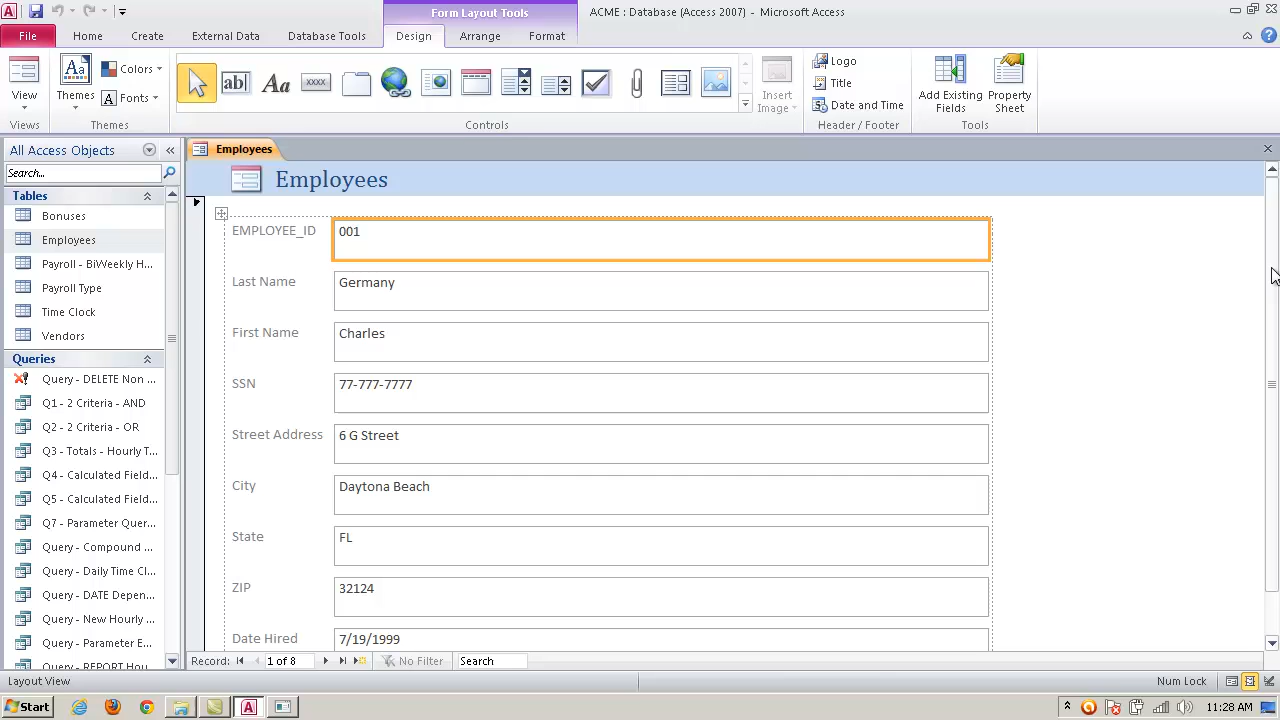 Form Layout Tools
ACME : Database (Access 2007) - Microsoft Access
File
Home
Create
External Data
Database Tools
Design
Arrange
Format
View
Views
Themes
Colors
Fonts
Themes
ab|
Aa
XXXX
Controls
Insert
Image
Logo
Title
Date and Time
Header / Footer
Add Existing
Fields
Property
Sheet
Tools
All Access Objects
Search...
Tables
Bonuses
Employees
Payroll - BiWeekly H...
Payroll Type
Time Clock
Vendors
Queries
Query - DELETE Non ...
Q1 - 2 Criteria - AND
Q2 - 2 Criteria - OR
Q3 - Totals - Hourly T...
Q4 - Calculated Field...
Q5 - Calculated Field...
Q7 - Parameter Quer...
Query - Compound ...
Query - Daily Time Cl...
Query - DATE Depen...
Query - New Hourly ...
Query - Parameter E...
Query - REPORT Hou...
Employees
Employees
EMPLOYEE_ID 001
Last Name Germany
First Name Charles
SSN 77-777-7777
Street Address 6 G Street
City Daytona Beach
State FL
ZIP 32124
Date Hired 7/19/1999
Record: 1 of 8 No Filter Search
Layout View
Num Lock
Start
11:28 AM